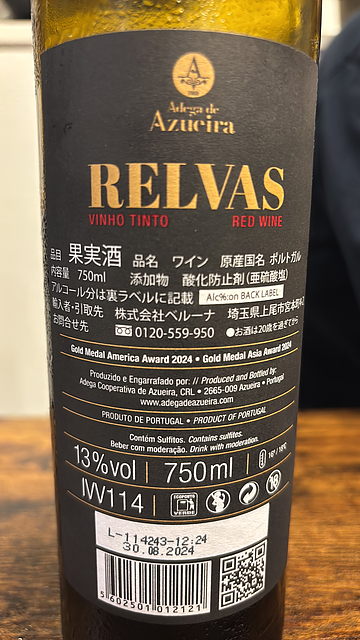 A
Adega de
Azueira
RELVAS
VINHO TINTO RED WINE
品目 果実酒 品名 ワイン 原産国名 ポルトガル
内容量 750ml 添加物 酸化防止剤(亜硫酸塩)
アルコール分は裏ラベルに記載 Alc%:on BACK LABEL
輸入者・引取先 株式会社ベルーナ 埼玉県上尾市宮本町4-2
お問合せ先 0120-559-950 ●お酒は20歳を過ぎてから
Gold Medal America Award 2024 • Gold Medal Asia Award 2024
Produzido e Engarrafado por: // Produced and Bottled by:
Adega Cooperativa de Azueira, CRL • 2665-009 Azueira • Portugal
www.adegadeazueira.com
PRODUTO DE PORTUGAL • PRODUCT OF PORTUGAL
Contém Sulfitos. Contains sulfites.
Beber com moderação. Drink with moderation.
13%vol 750ml 16º / 18ºC
IVV114 ECOPONTO VERDE 18
L-114243-12:24
30.08.2024
5 602501 012121